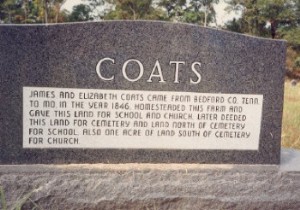 COATS
JAMES AND ELIZABETH COATS CAME FROM BEDFORD CO. TENN.
TO MO. IN THE YEAR 1846. HOMESTEADED THIS FARM AND
GAVE THIS LAND FOR SCHOOL AND CHURCH. LATER DEEDED
THIS LAND FOR CEMETERY AND LAND NORTH OF CEMETERY
FOR SCHOOL. ALSO ONE ACRE OF LAND SOUTH OF CEMETERY
FOR CHURCH.